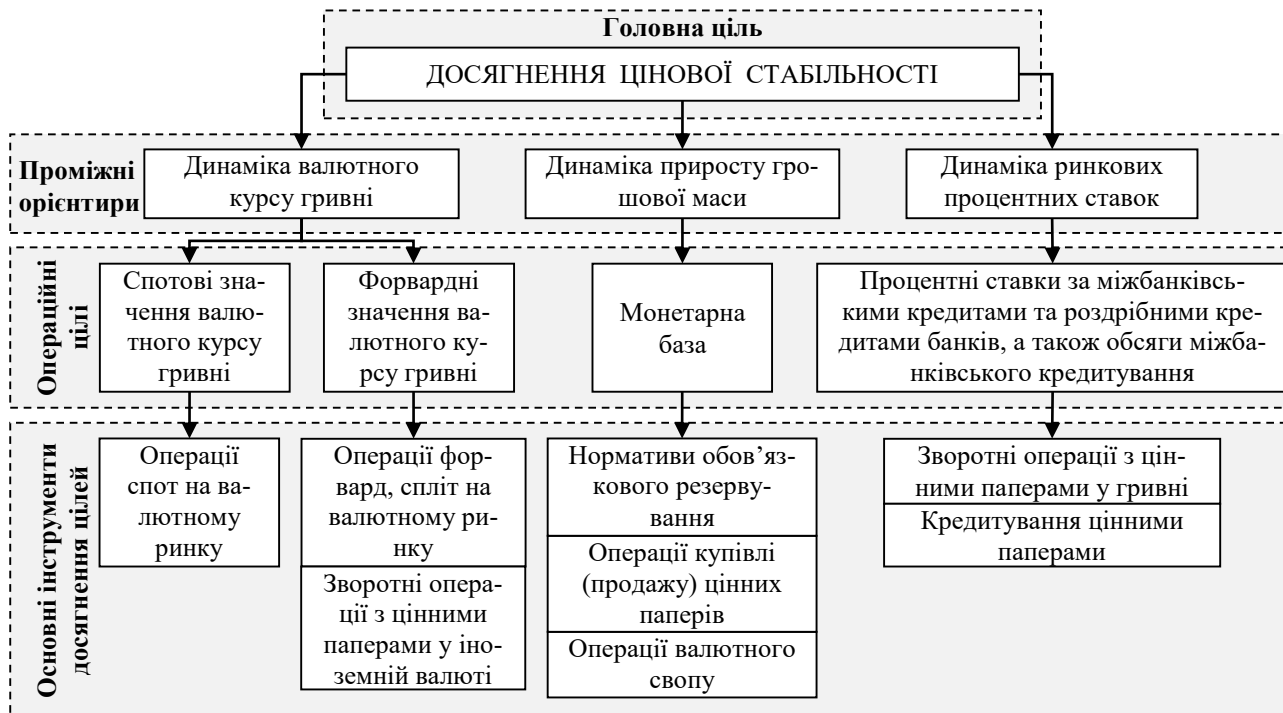 Головна ціль
ДОСЯГНЕННЯ ЦІНОВОЇ СТАБІЛЬНОСТІ
Проміжні
орієнтири
Динаміка валютного
курсу гривні
Динаміка приросту гро-
шової маси
Динаміка ринкових
процентних ставок
Операційні
цілі
Спотові зна-
чення валю-
тного курсу
гривні
Форвардні
значення ва-
лютного ку-
рсу гривні
Монетарна
база
Процентні ставки за міжбанківсь-
кими кредитами та роздрібними кре-
дитами банків, а також обсяги міжба-
нківського кредитування
Основні інструменти
досягнення цілей
Операції
спот на ва-
лютному
ринку
Операції фор-
вард, спліт на
валютному ри-
нку
Зворотні опера-
ції з цінними
паперами у іно-
земній валюті
Нормативи обов’яз-
кового резерву-
вання
Операції купівлі
(продажу) цінних
паперів
Операції валютного
свопу
Зворотні операції з цін-
ними паперами у гривні
Кредитування цінними
паперами